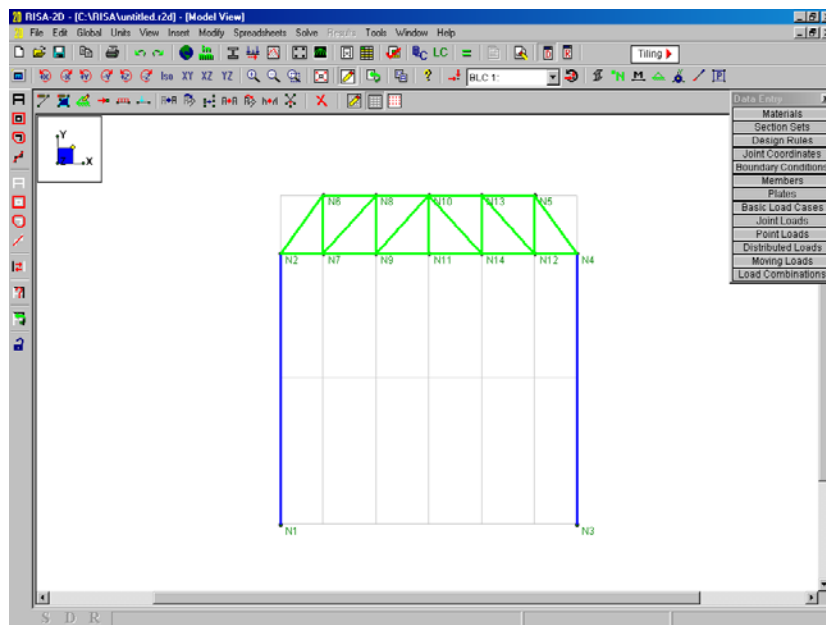 RISA-2D - [C:\RISA\untitled.r2d] - [Model View]
File Edit Global Units View Insert Modify Spreadsheets Solve Results Tools Window Help
LC Tiling
Iso XY XZ YZ BLC 1:
Data Entry
Materials
Section Sets
Design Rules
Joint Coordinates
Boundary Conditions
Members
Plates
Basic Load Cases
Joint Loads
Point Loads
Distributed Loads
Moving Loads
Load Combinations
Y
X
N6 N8 N10 N13 N5
N2 N7 N9 N11 N14 N12 N4
N1 N3
S D R